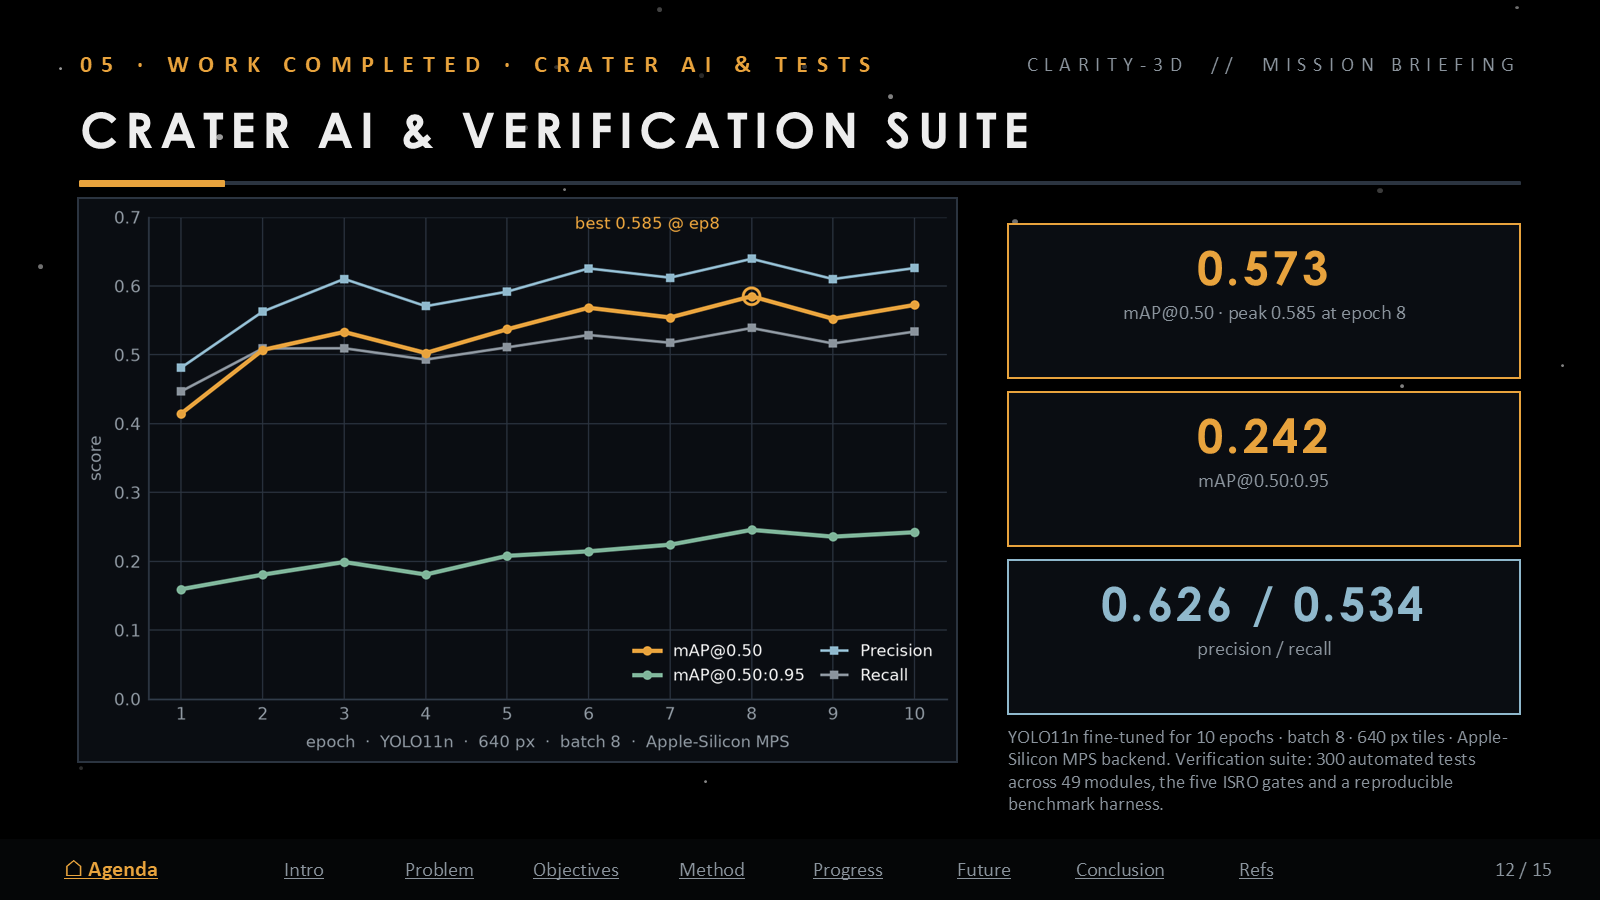 05 · WORK COMPLETED · CRATER AI & TESTS
CLARITY-3D // MISSION BRIEFING
CRATER AI & VERIFICATION SUITE
best 0.585 @ ep8
0.7
0.6
0.5
0.4
0.3
0.2
0.1
0.0
score
mAP@0.50
mAP@0.50:0.95
Precision
Recall
1 2 3 4 5 6 7 8 9 10
epoch · YOLO11n · 640 px · batch 8 · Apple-Silicon MPS
0.573
mAP@0.50 · peak 0.585 at epoch 8
0.242
mAP@0.50:0.95
0.626 / 0.534
precision / recall
YOLO11n fine-tuned for 10 epochs · batch 8 · 640 px tiles · Apple-
Silicon MPS backend. Verification suite: 300 automated tests
across 49 modules, the five ISRO gates and a reproducible
benchmark harness.
⌂ Agenda
Intro
Problem
Objectives
Method
Progress
Future
Conclusion
Refs
12 / 15